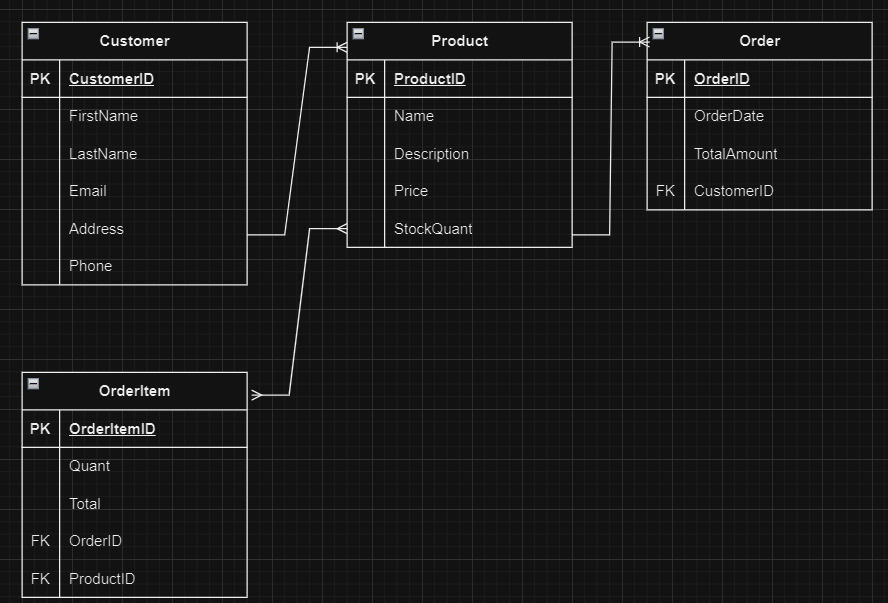 Customer
PK CustomerID
FirstName
LastName
Email
Address
Phone
Product
PK ProductID
Name
Description
Price
StockQuant
Order
PK OrderID
OrderDate
TotalAmount
FK CustomerID
OrderItem
PK OrderItemID
Quant
Total
FK OrderID
FK ProductID